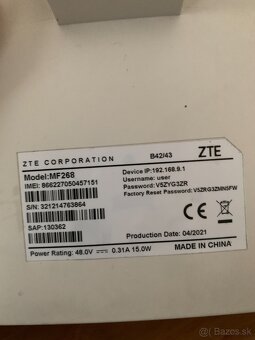 ZTE CORPORATION
B42/43
ZTE
Model:MF268
IMEI: 866227050457151
Device IP:192.168.9.1
Username: user
Password: V5ZYG3ZR
Factory Reset Password: V5ZRG3ZMN5FW
S/N: 321214763864
SAP:130362
Production Date: 04/2021
Power Rating: 48.0V ⎓ 0.31A 15.0W
MADE IN CHINA
CE
bazos.sk